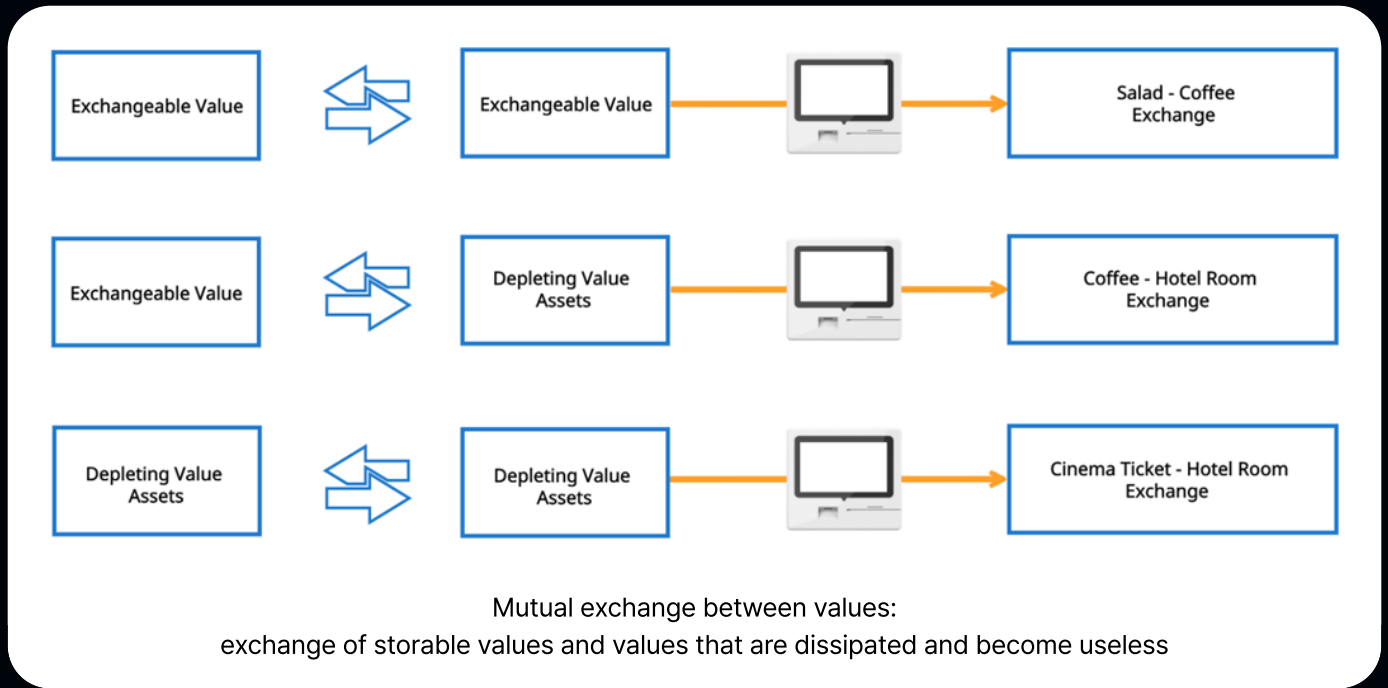 Exchangeable Value
Exchangeable Value
Salad - Coffee
Exchange
Exchangeable Value
Depleting Value
Assets
Coffee - Hotel Room
Exchange
Depleting Value
Assets
Depleting Value
Assets
Cinema Ticket - Hotel Room
Exchange
Mutual exchange between values:
exchange of storable values and values that are dissipated and become useless